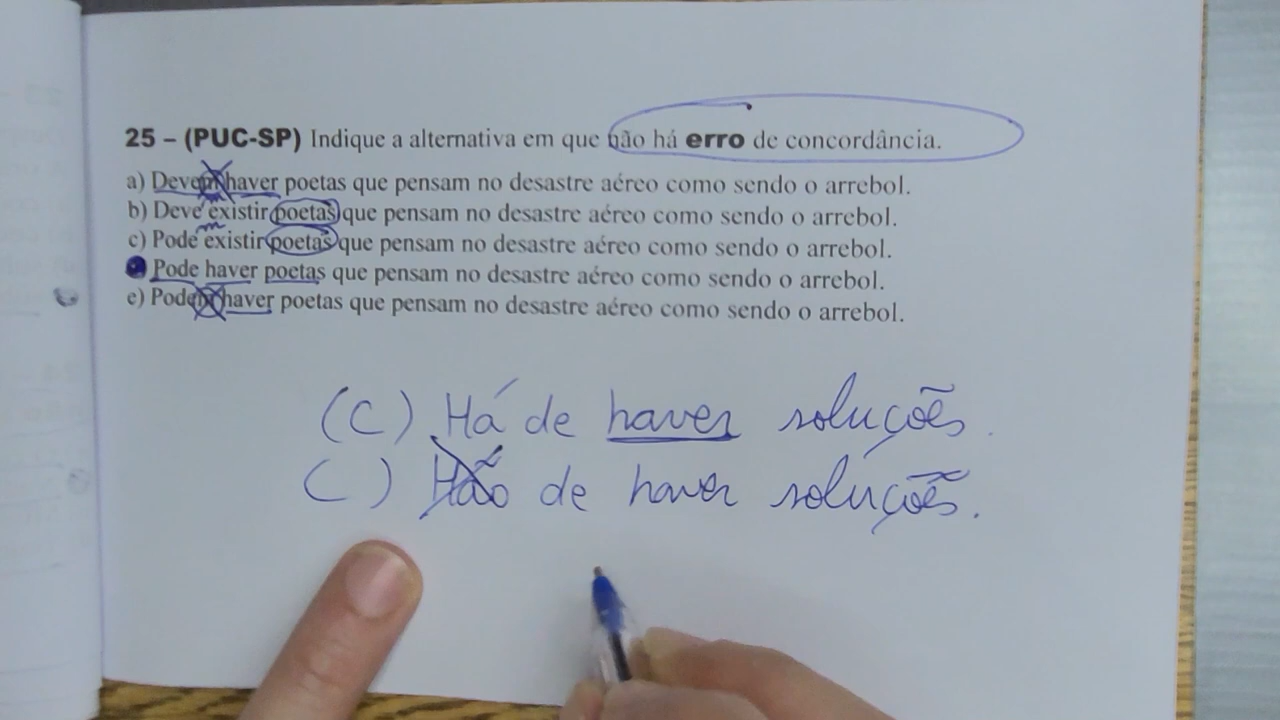 25 – (PUC-SP) Indique a alternativa em que não há erro de concordância.
a) Devem haver poetas que pensam no desastre aéreo como sendo o arrebol.
b) Deve existir poetas que pensam no desastre aéreo como sendo o arrebol.
c) Pode existir poetas que pensam no desastre aéreo como sendo o arrebol.
Pode haver poetas que pensam no desastre aéreo como sendo o arrebol.
e) Podem haver poetas que pensam no desastre aéreo como sendo o arrebol.
(C) Há de haver soluções.
( ) Hão de haver soluções.